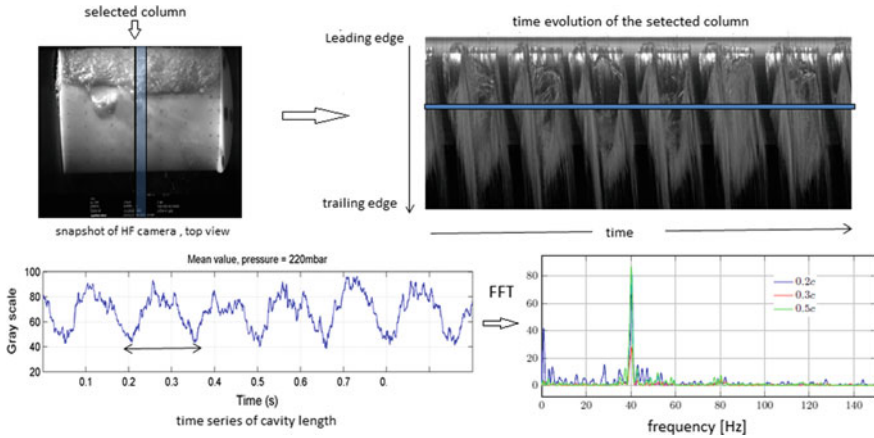 selected column
time evolution of the selected column
Leading edge
trailing edge
snapshot of HF camera , top view
time
Mean value, pressure = 220mbar
Gray scale
100
80
60
40
20
0.1 0.2 0.3 0.4 0.5 0.6 0.7 0.
Time (s)
time series of cavity length
FFT
80
60
40
20
0
0.2c
0.3c
0.5c
0 20 40 60 80 100 120 140
frequency [Hz]